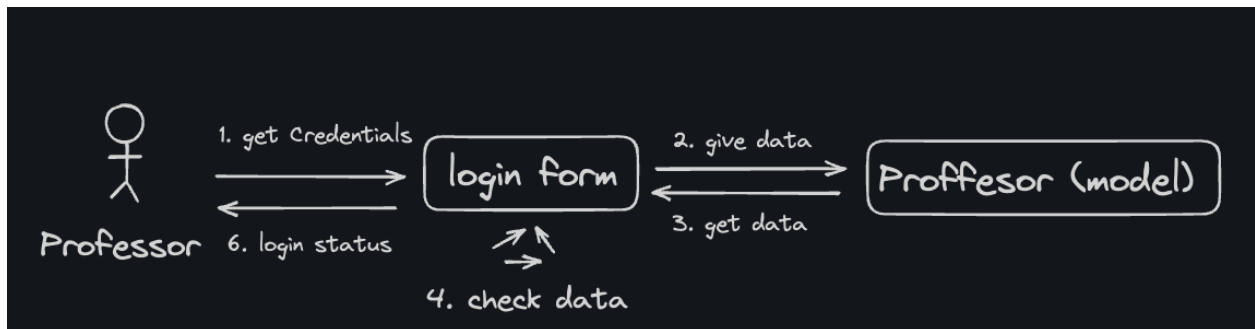 1. get Credentials
2. give data
login form
Proffesor (model)
3. get data
Professor
6. login status
4. check data